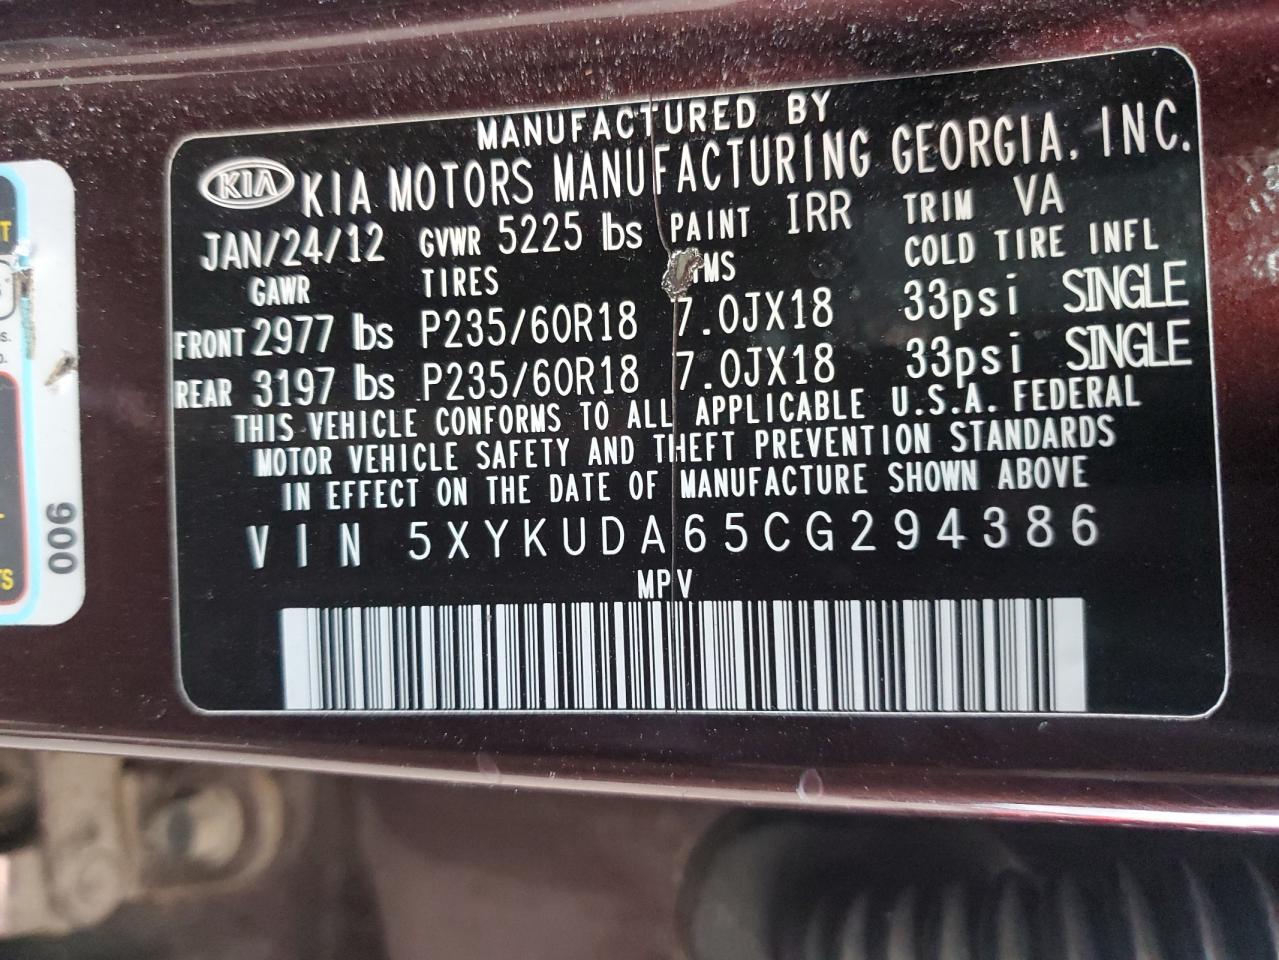 MANUFACTURED BY
KIA KIA MOTORS MANUFACTURING GEORGIA, INC.
JAN/24/12 GVWR 5225 lbs PAINT IRR TRIM VA
GAWR TIRES COLD TIRE INFL
FRONT 2977 lbs P235/60R18 7.0JX18 33psi SINGLE
REAR 3197 lbs P235/60R18 7.0JX18 33psi SINGLE
THIS VEHICLE CONFORMS TO ALL APPLICABLE U.S.A. FEDERAL
MOTOR VEHICLE SAFETY AND THEFT PREVENTION STANDARDS
IN EFFECT ON THE DATE OF MANUFACTURE SHOWN ABOVE
VIN 5XYKUDA65CG294386
MPV
006